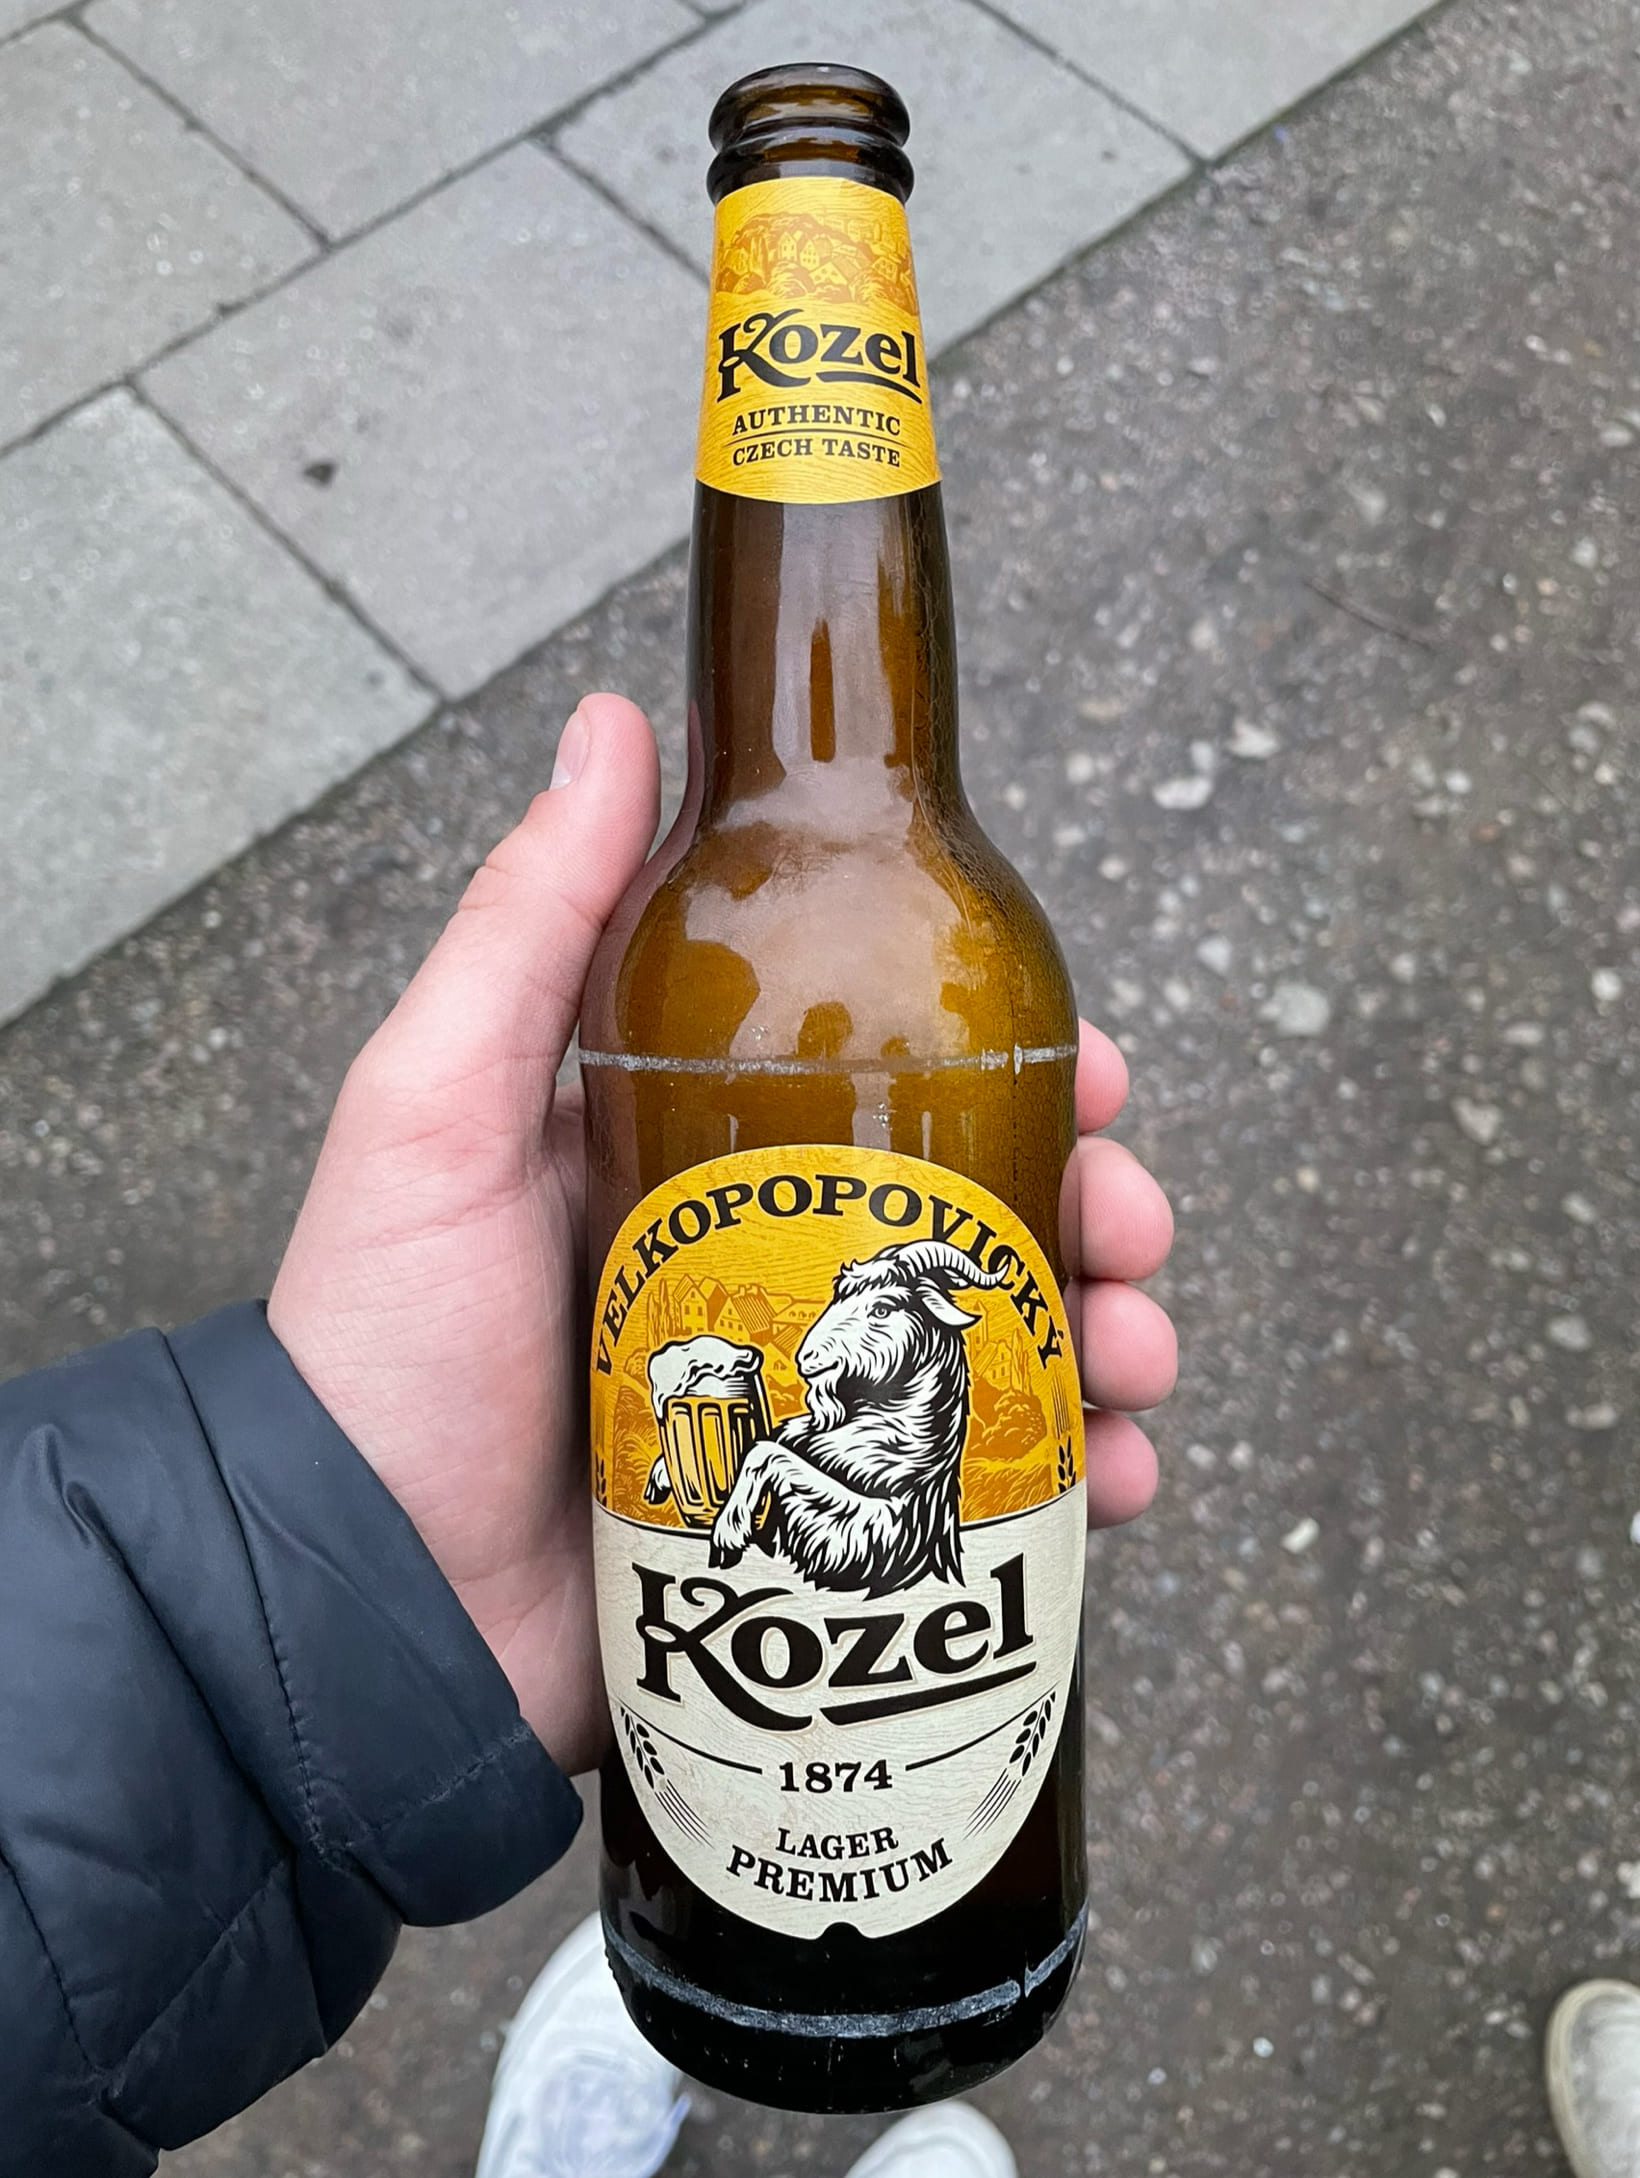 Kozel
AUTHENTIC
CZECH TASTE
VELKOPOPOVICKÝ
Kozel
1874
LAGER
PREMIUM